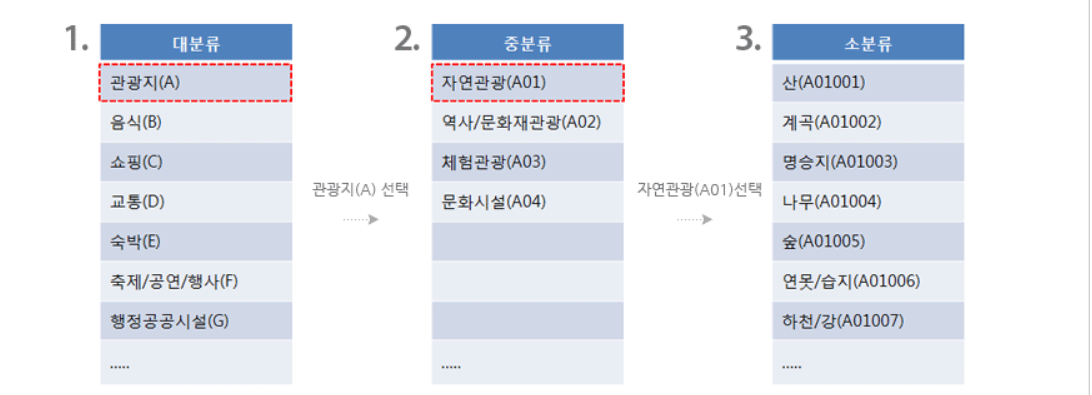 1.
대분류
관광지(A)
음식(B)
쇼핑(C)
교통(D)
숙박(E)
축제/공연/행사(F)
행정공공시설(G)
.....
관광지(A) 선택
2.
중분류
자연관광(A01)
역사/문화재관광(A02)
체험관광(A03)
문화시설(A04)
.....
자연관광(A01)선택
3.
소분류
산(A01001)
계곡(A01002)
명승지(A01003)
나무(A01004)
숲(A01005)
연못/습지(A01006)
하천/강(A01007)
.....